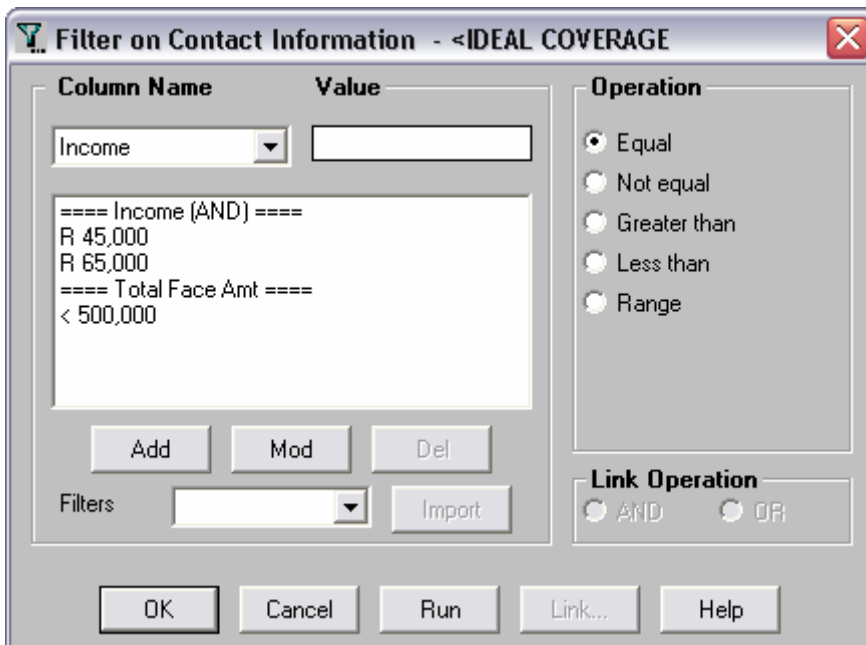 Filter on Contact Information - <IDEAL COVERAGE
Column Name Value
Income
==== Income (AND) ====
R 45,000
R 65,000
==== Total Face Amt ====
< 500,000
Add Mod Del
Filters Import
Operation
Equal
Not equal
Greater than
Less than
Range
Link Operation
AND OR
OK Cancel Run Link... Help